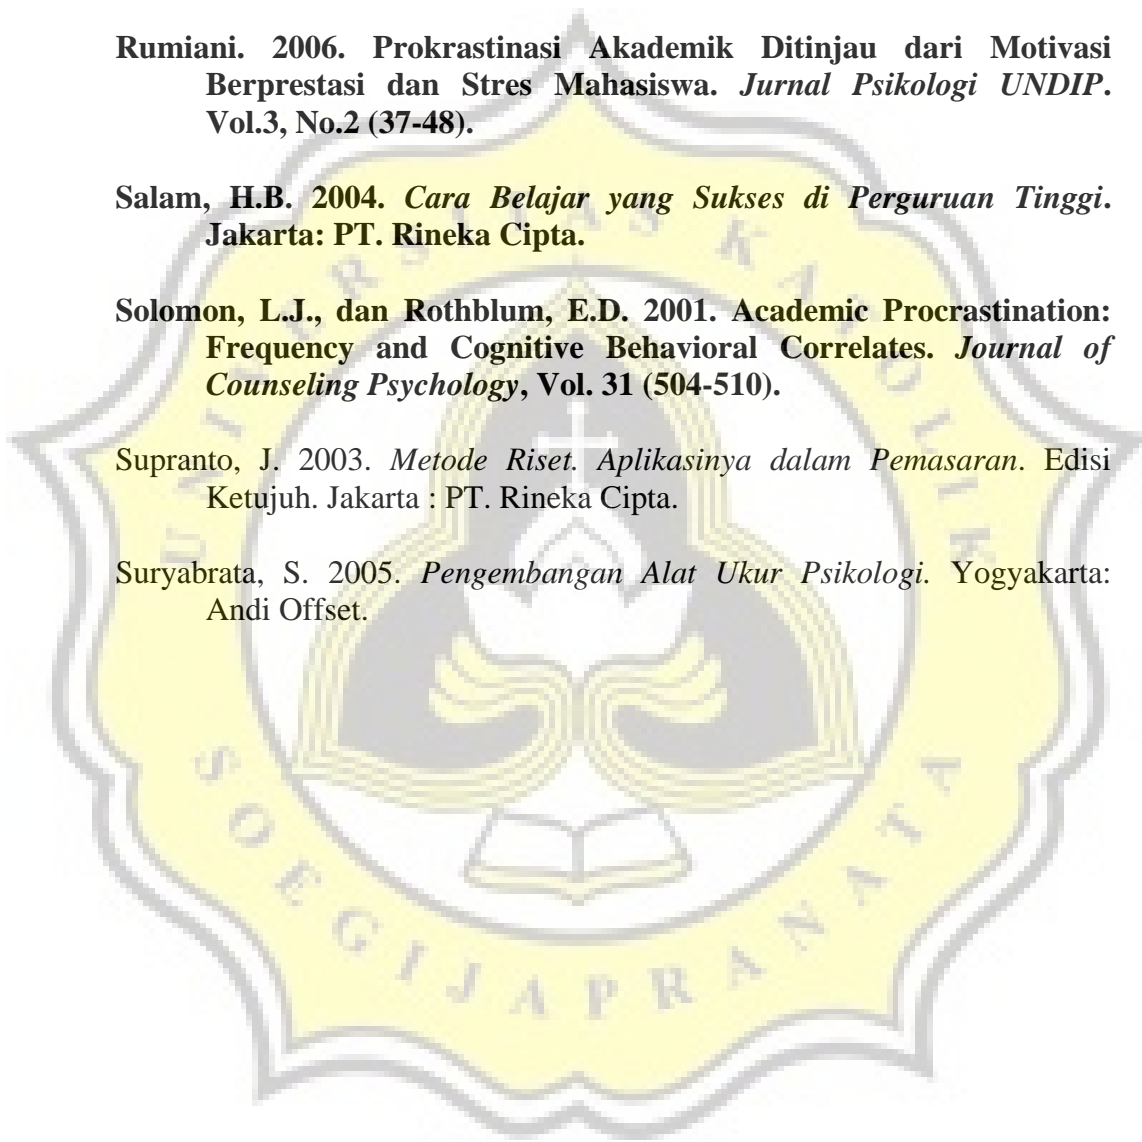 Rumiani. 2006. Prokrastinasi Akademik Ditinjau dari Motivasi
Berprestasi dan Stres Mahasiswa. Jurnal Psikologi UNDIP.
Vol.3, No.2 (37-48).
Salam, H.B. 2004. Cara Belajar yang Sukses di Perguruan Tinggi.
Jakarta: PT. Rineka Cipta.
Solomon, L.J., dan Rothblum, E.D. 2001. Academic Procrastination:
Frequency and Cognitive Behavioral Correlates. Journal of
Counseling Psychology, Vol. 31 (504-510).
Supranto, J. 2003. Metode Riset. Aplikasinya dalam Pemasaran. Edisi
Ketujuh. Jakarta : PT. Rineka Cipta.
Suryabrata, S. 2005. Pengembangan Alat Ukur Psikologi. Yogyakarta:
Andi Offset.
UNIVERSITAS KATOLIK
SOEGIJAPRANATA